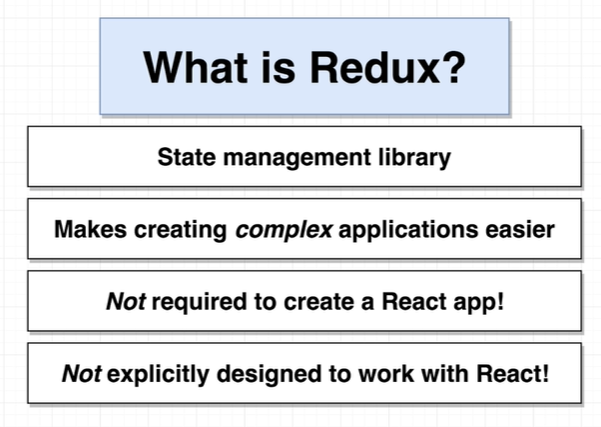 What is Redux?
State management library
Makes creating complex applications easier
Not required to create a React app!
Not explicitly designed to work with React!